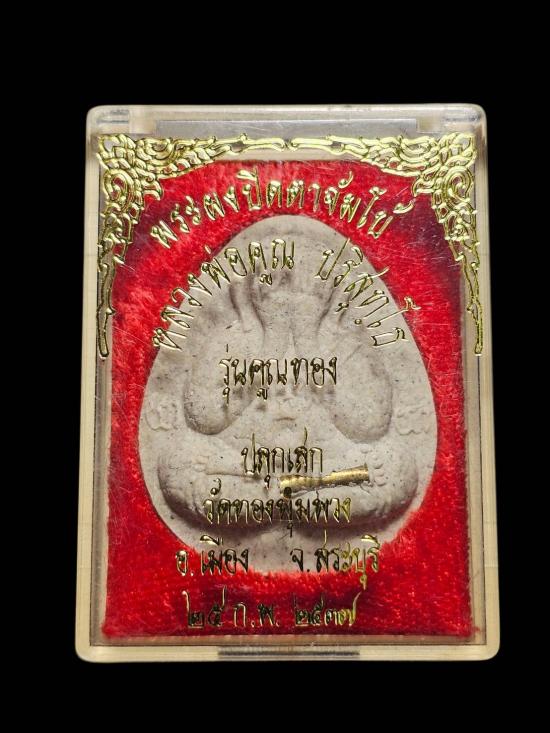 พระผงปิดตาจัมโบ้
หลวงพ่อคูณ ปริสุทฺโธ
รุ่นคูณทอง
ปลุกเสก
วัดทองพุ่มพวง
อ.เมือง จ.สระบุรี
๒๕ ก.พ. ๒๕๓๗